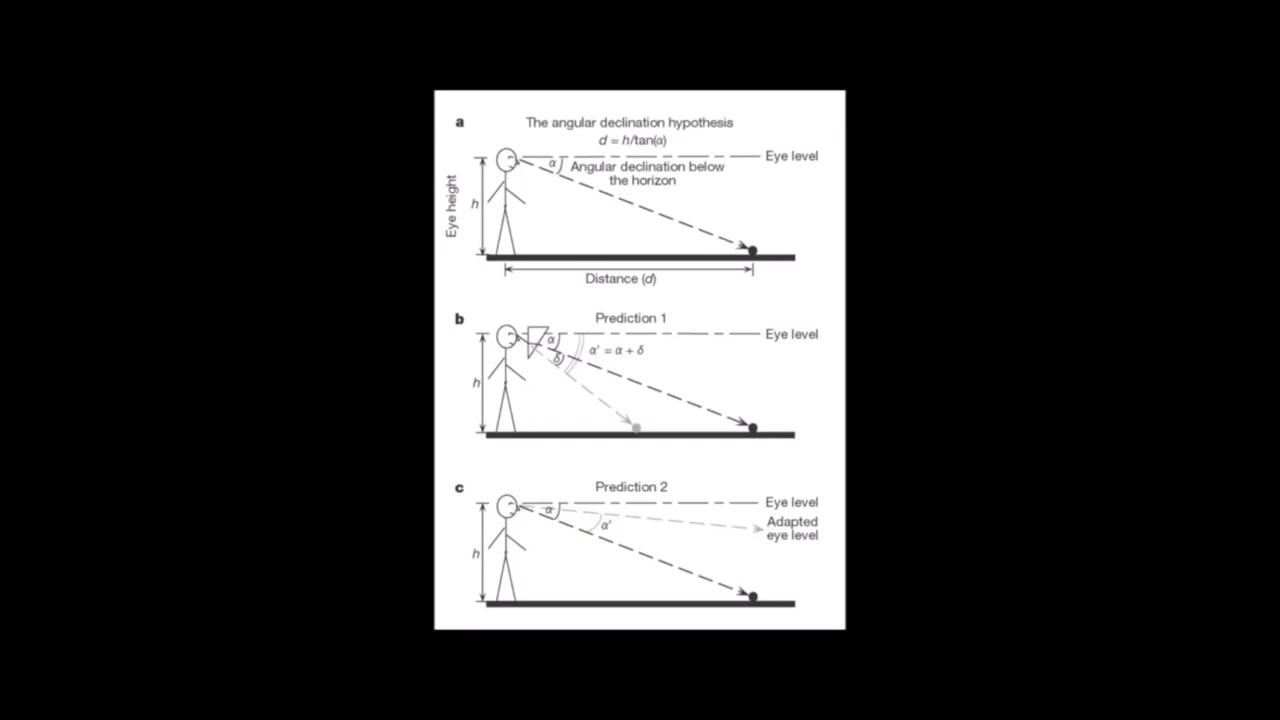 a
The angular declination hypothesis
d = h/tan(α)
Eye level
α
Angular declination below
the horizon
Eye height
h
Distance (d)
b
Prediction 1
Eye level
α
δ
α' = α + δ
h
c
Prediction 2
Eye level
α
α'
Adapted
eye level
h